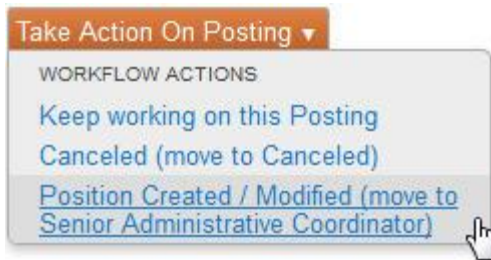 Take Action On Posting ▾
WORKFLOW ACTIONS
Keep working on this Posting
Canceled (move to Canceled)
Position Created / Modified (move to
Senior Administrative Coordinator)